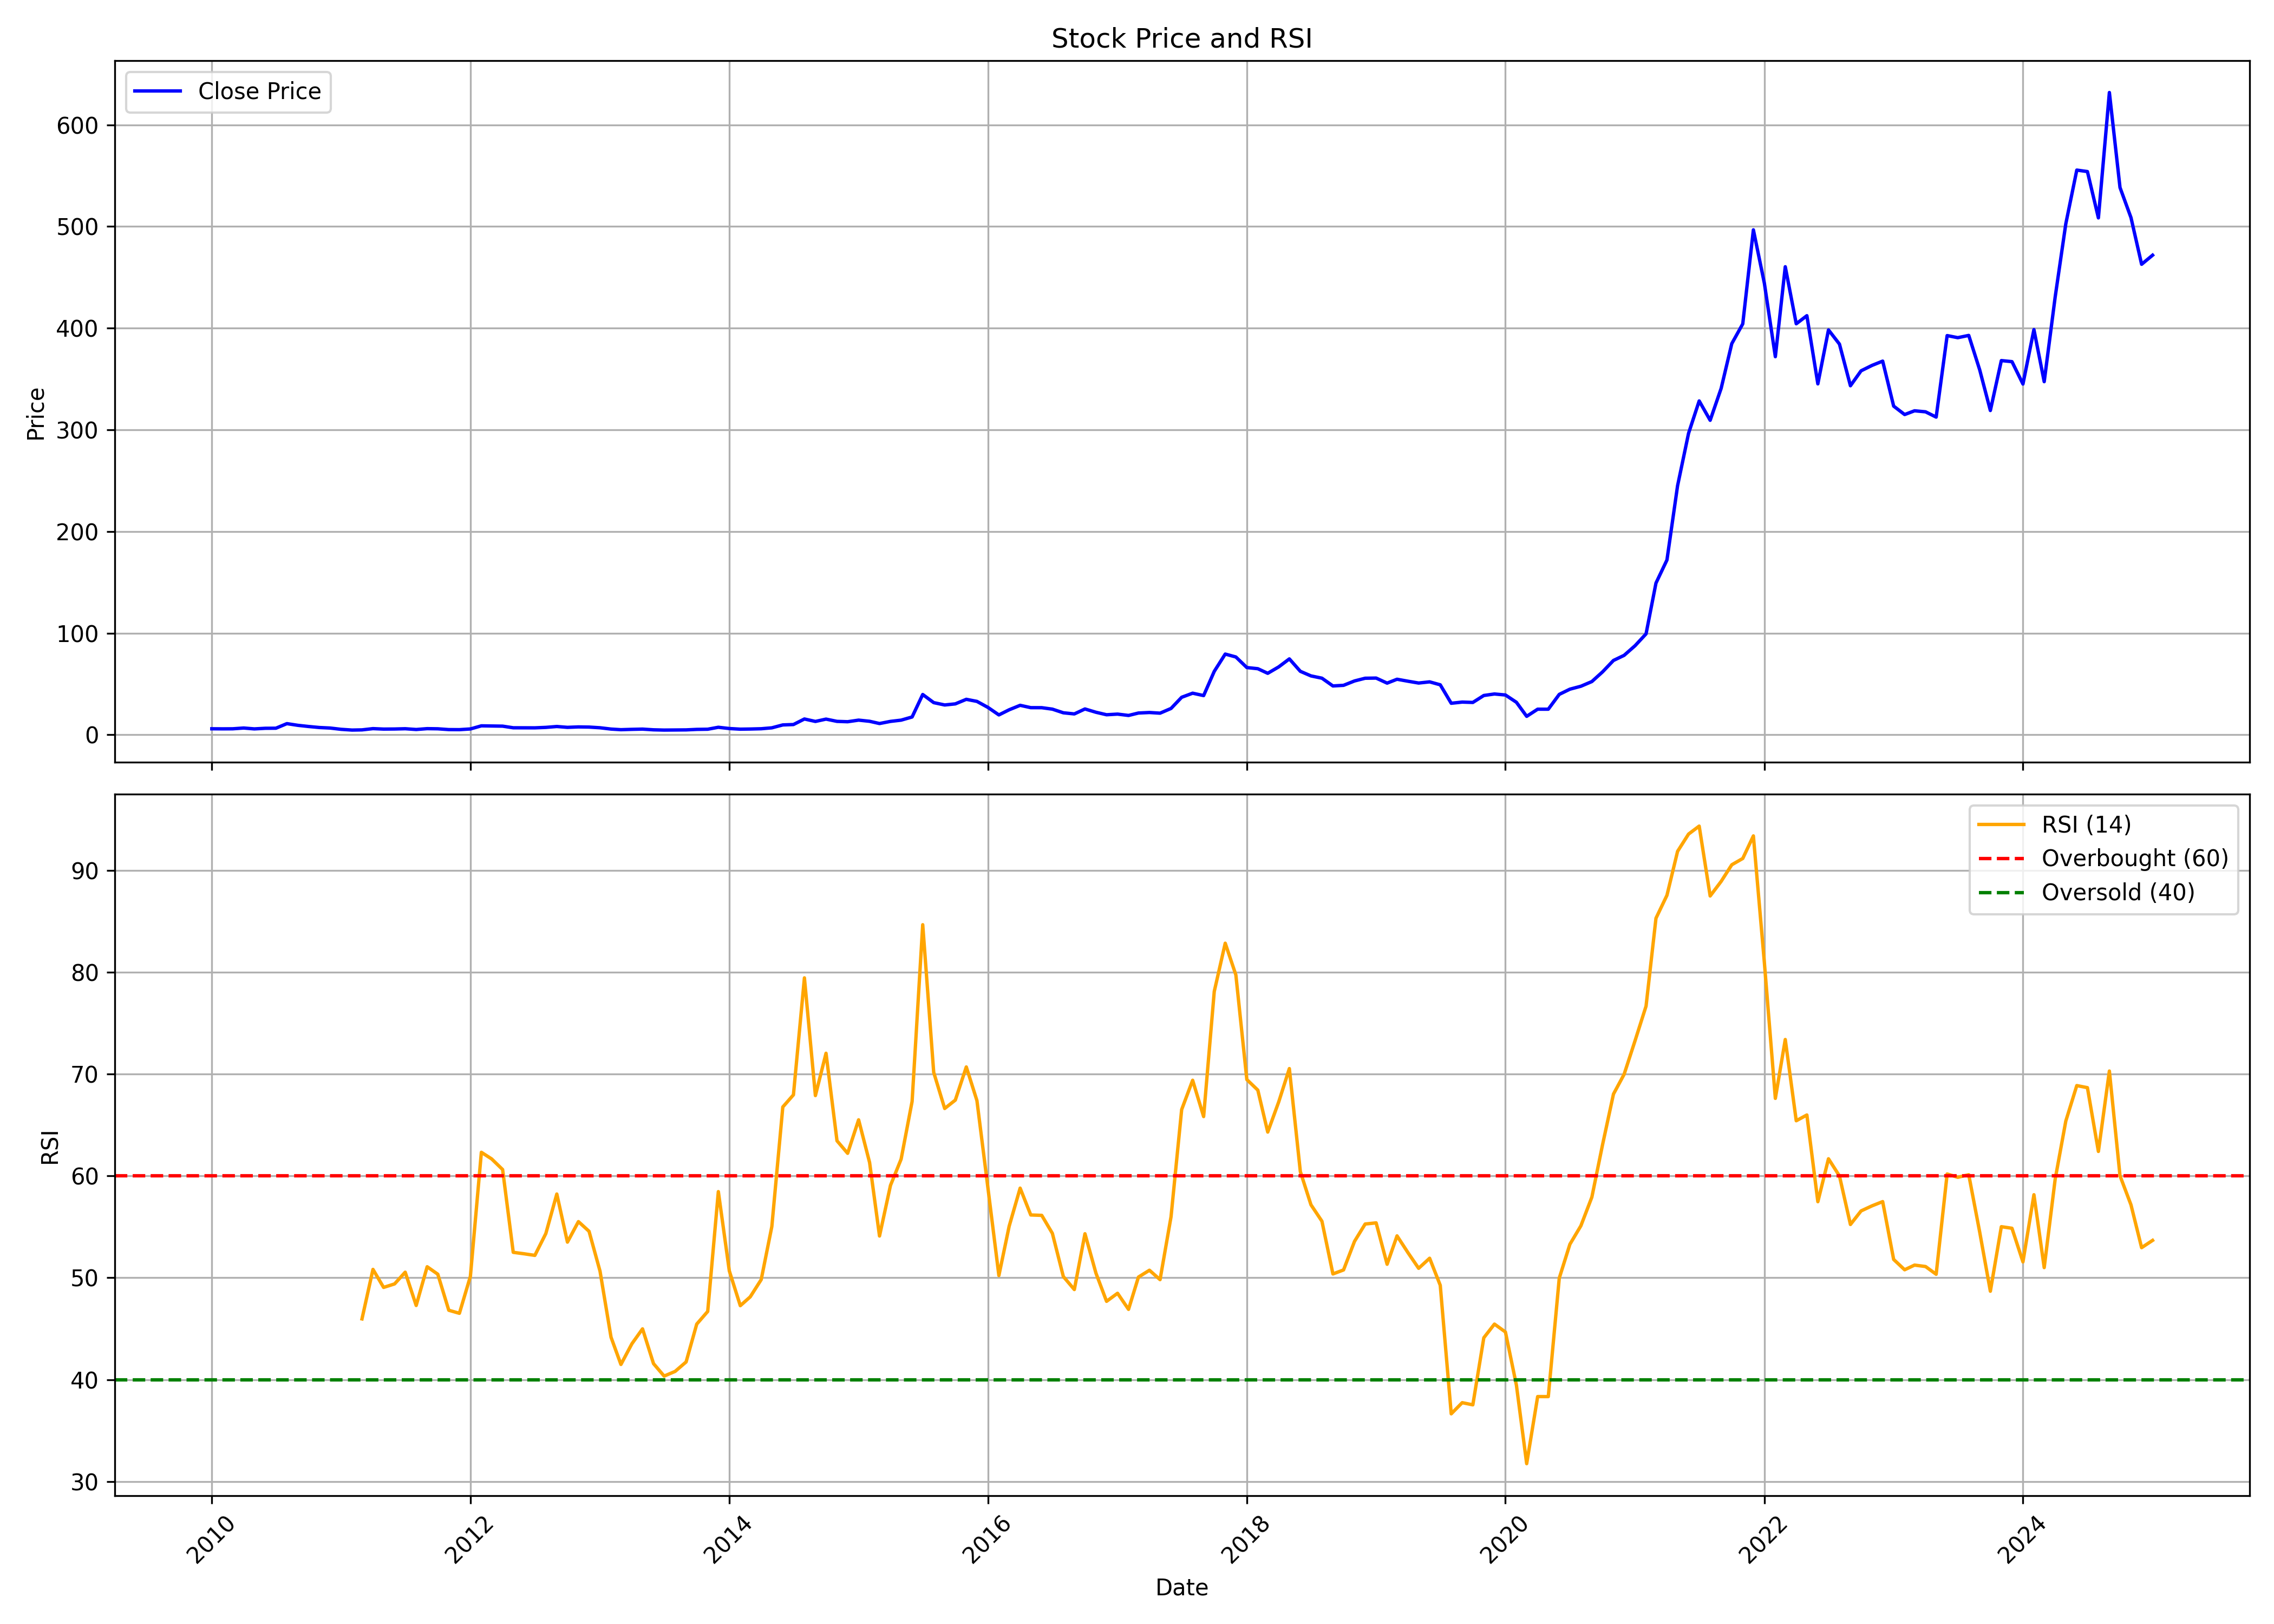 Stock Price and RSI
Close Price
600
500
400
300
200
100
0
Price
RSI (14)
Overbought (60)
Oversold (40)
90
80
70
60
50
40
30
RSI
2010
2012
2014
2016
2018
2020
2022
2024
Date